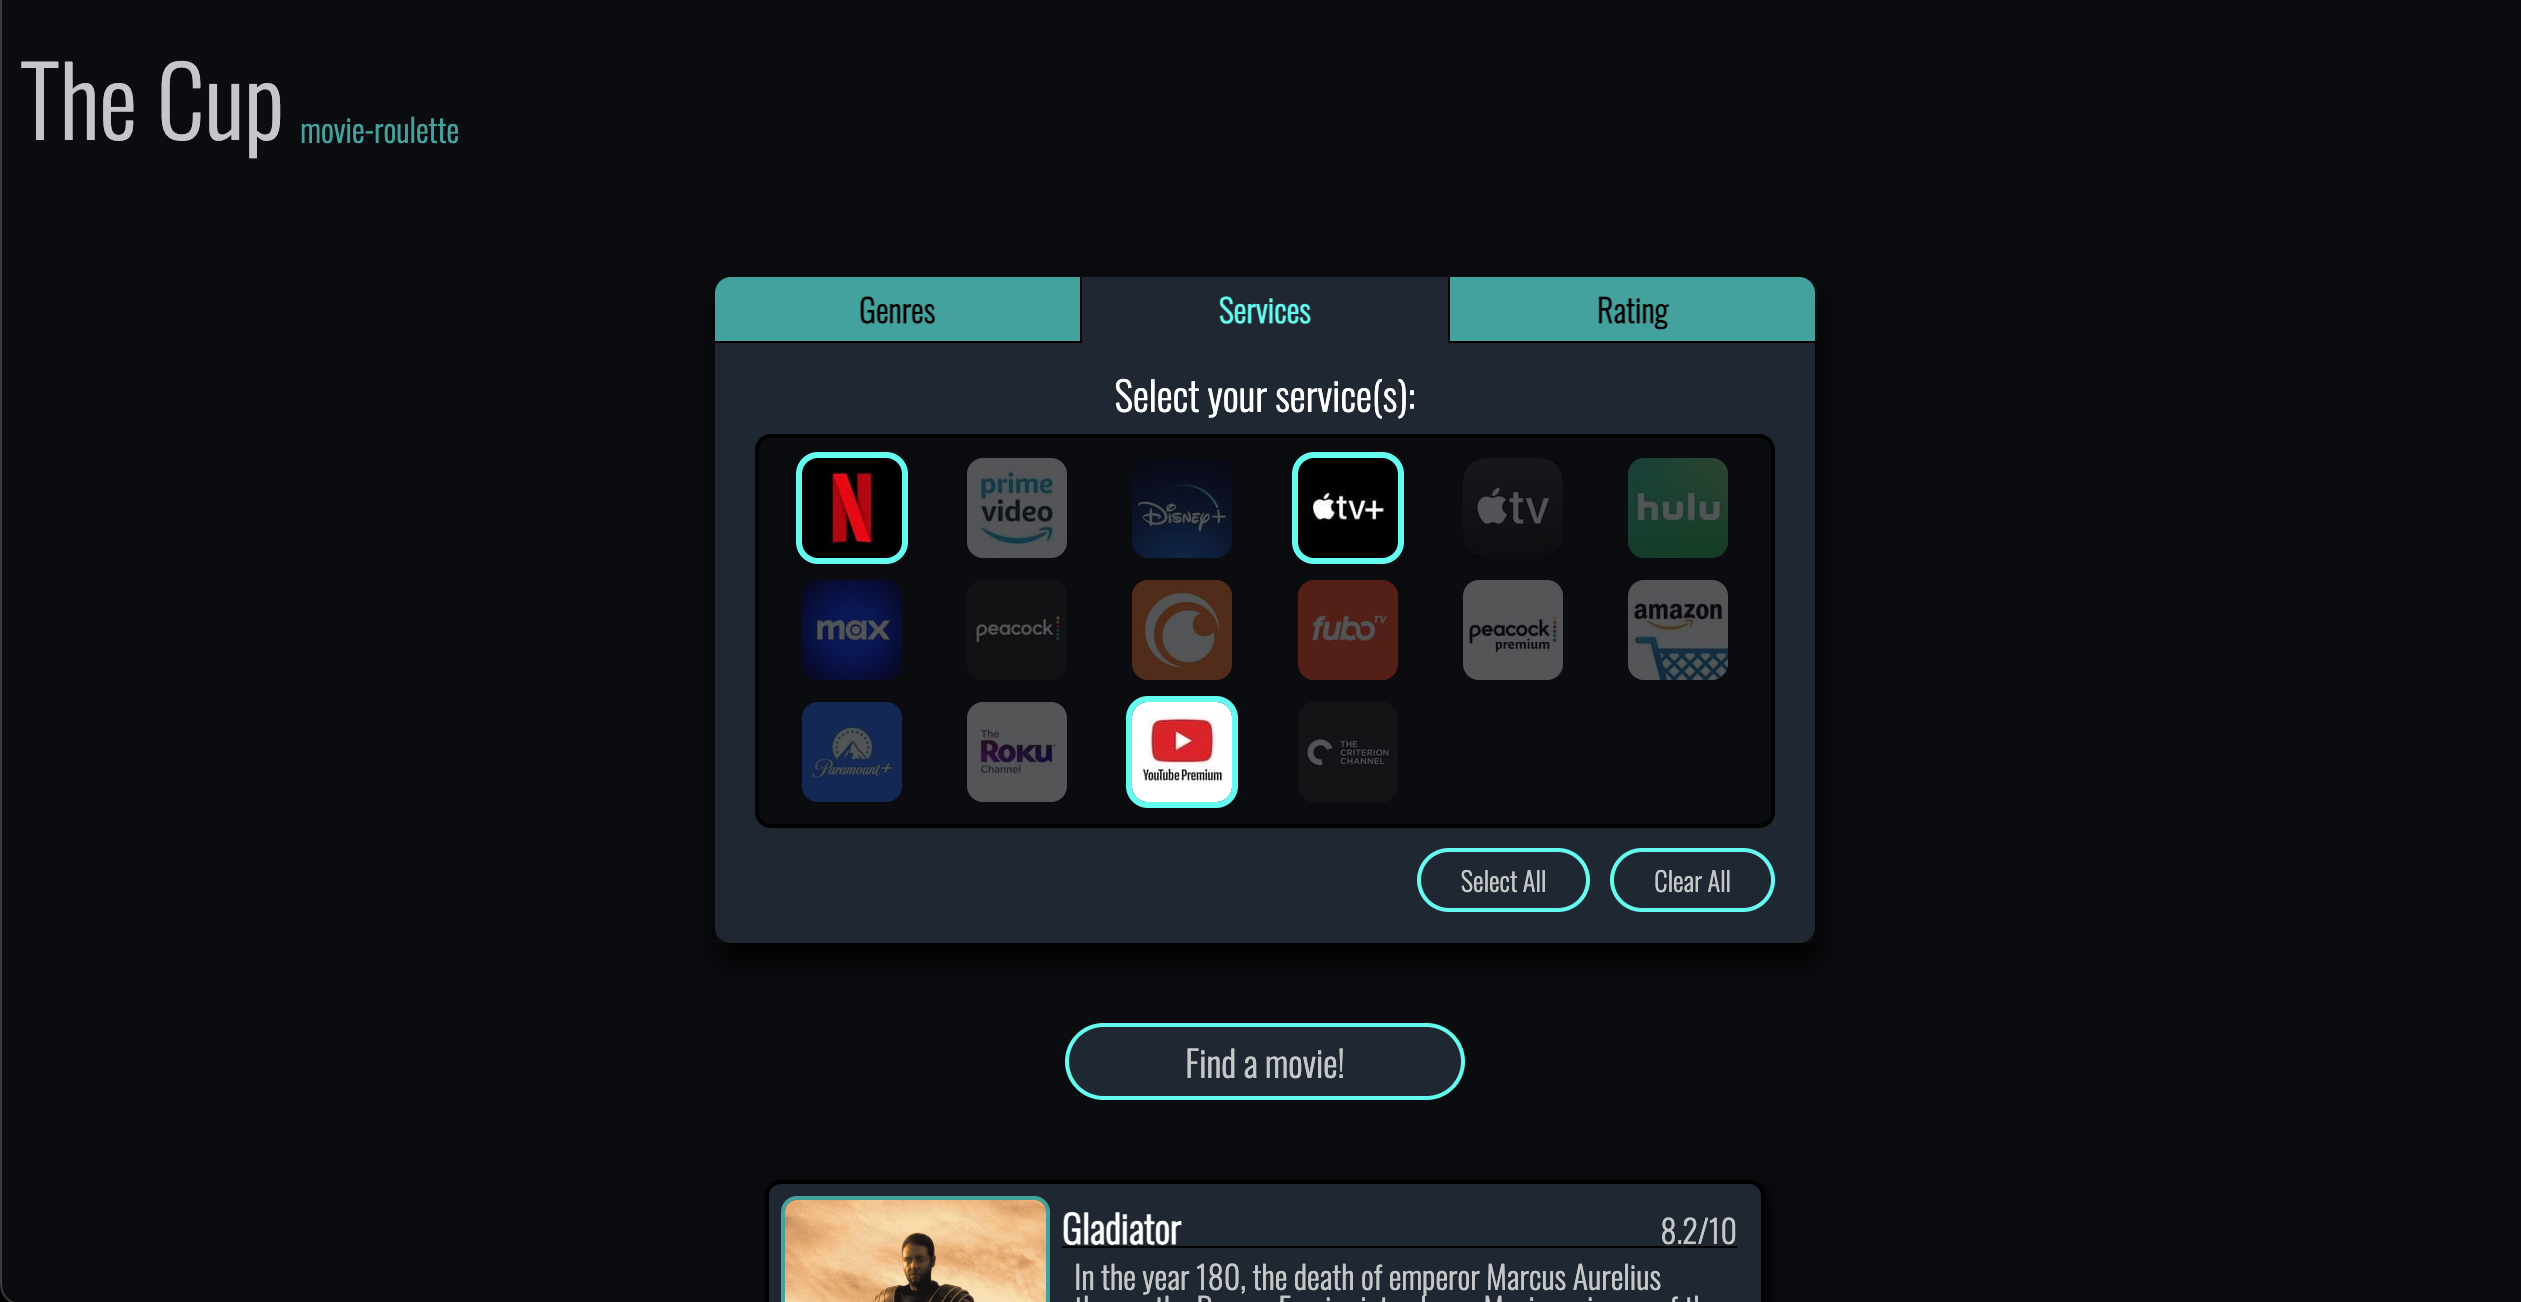 The Cup movie-roulette
Genres Services Rating
Select your service(s):
N prime video Disney+ tv+ tv hulu
max peacock fubo TV peacock premium amazon
Paramount+ The Roku Channel YouTube Premium THE CRITERION CHANNEL
Select All Clear All
Find a movie!
Gladiator 8.2/10
In the year 180, the death of emperor Marcus Aurelius